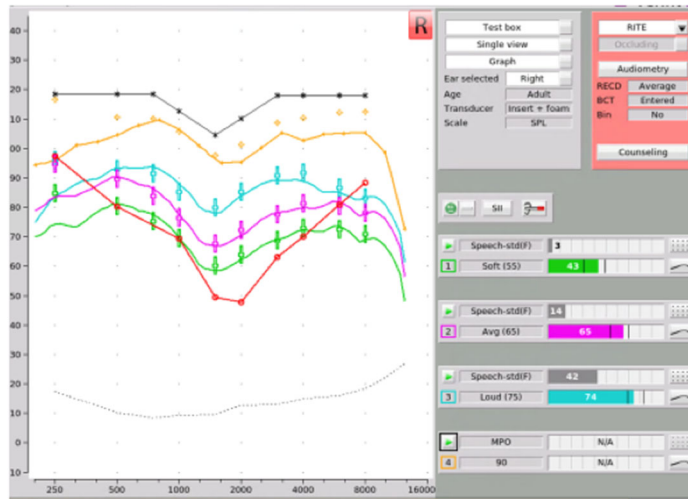 R
40
30
20
10
00
90
80
70
60
50
40
30
20
10
0
10
250 500 1000 2000 4000 8000 16000
Test box
Single view
Graph
Ear selected Right
Age Adult
Transducer Insert + foam
Scale SPL
RITE
Occluding
Audiometry
RECD Average
BCT Entered
Bin No
Counseling
SII
Speech-std(F) 3
1 Soft (55) 43
Speech-std(F) 14
2 Avg (65) 65
Speech-std(F) 42
3 Loud (75) 74
MPO N/A
4 90 N/A